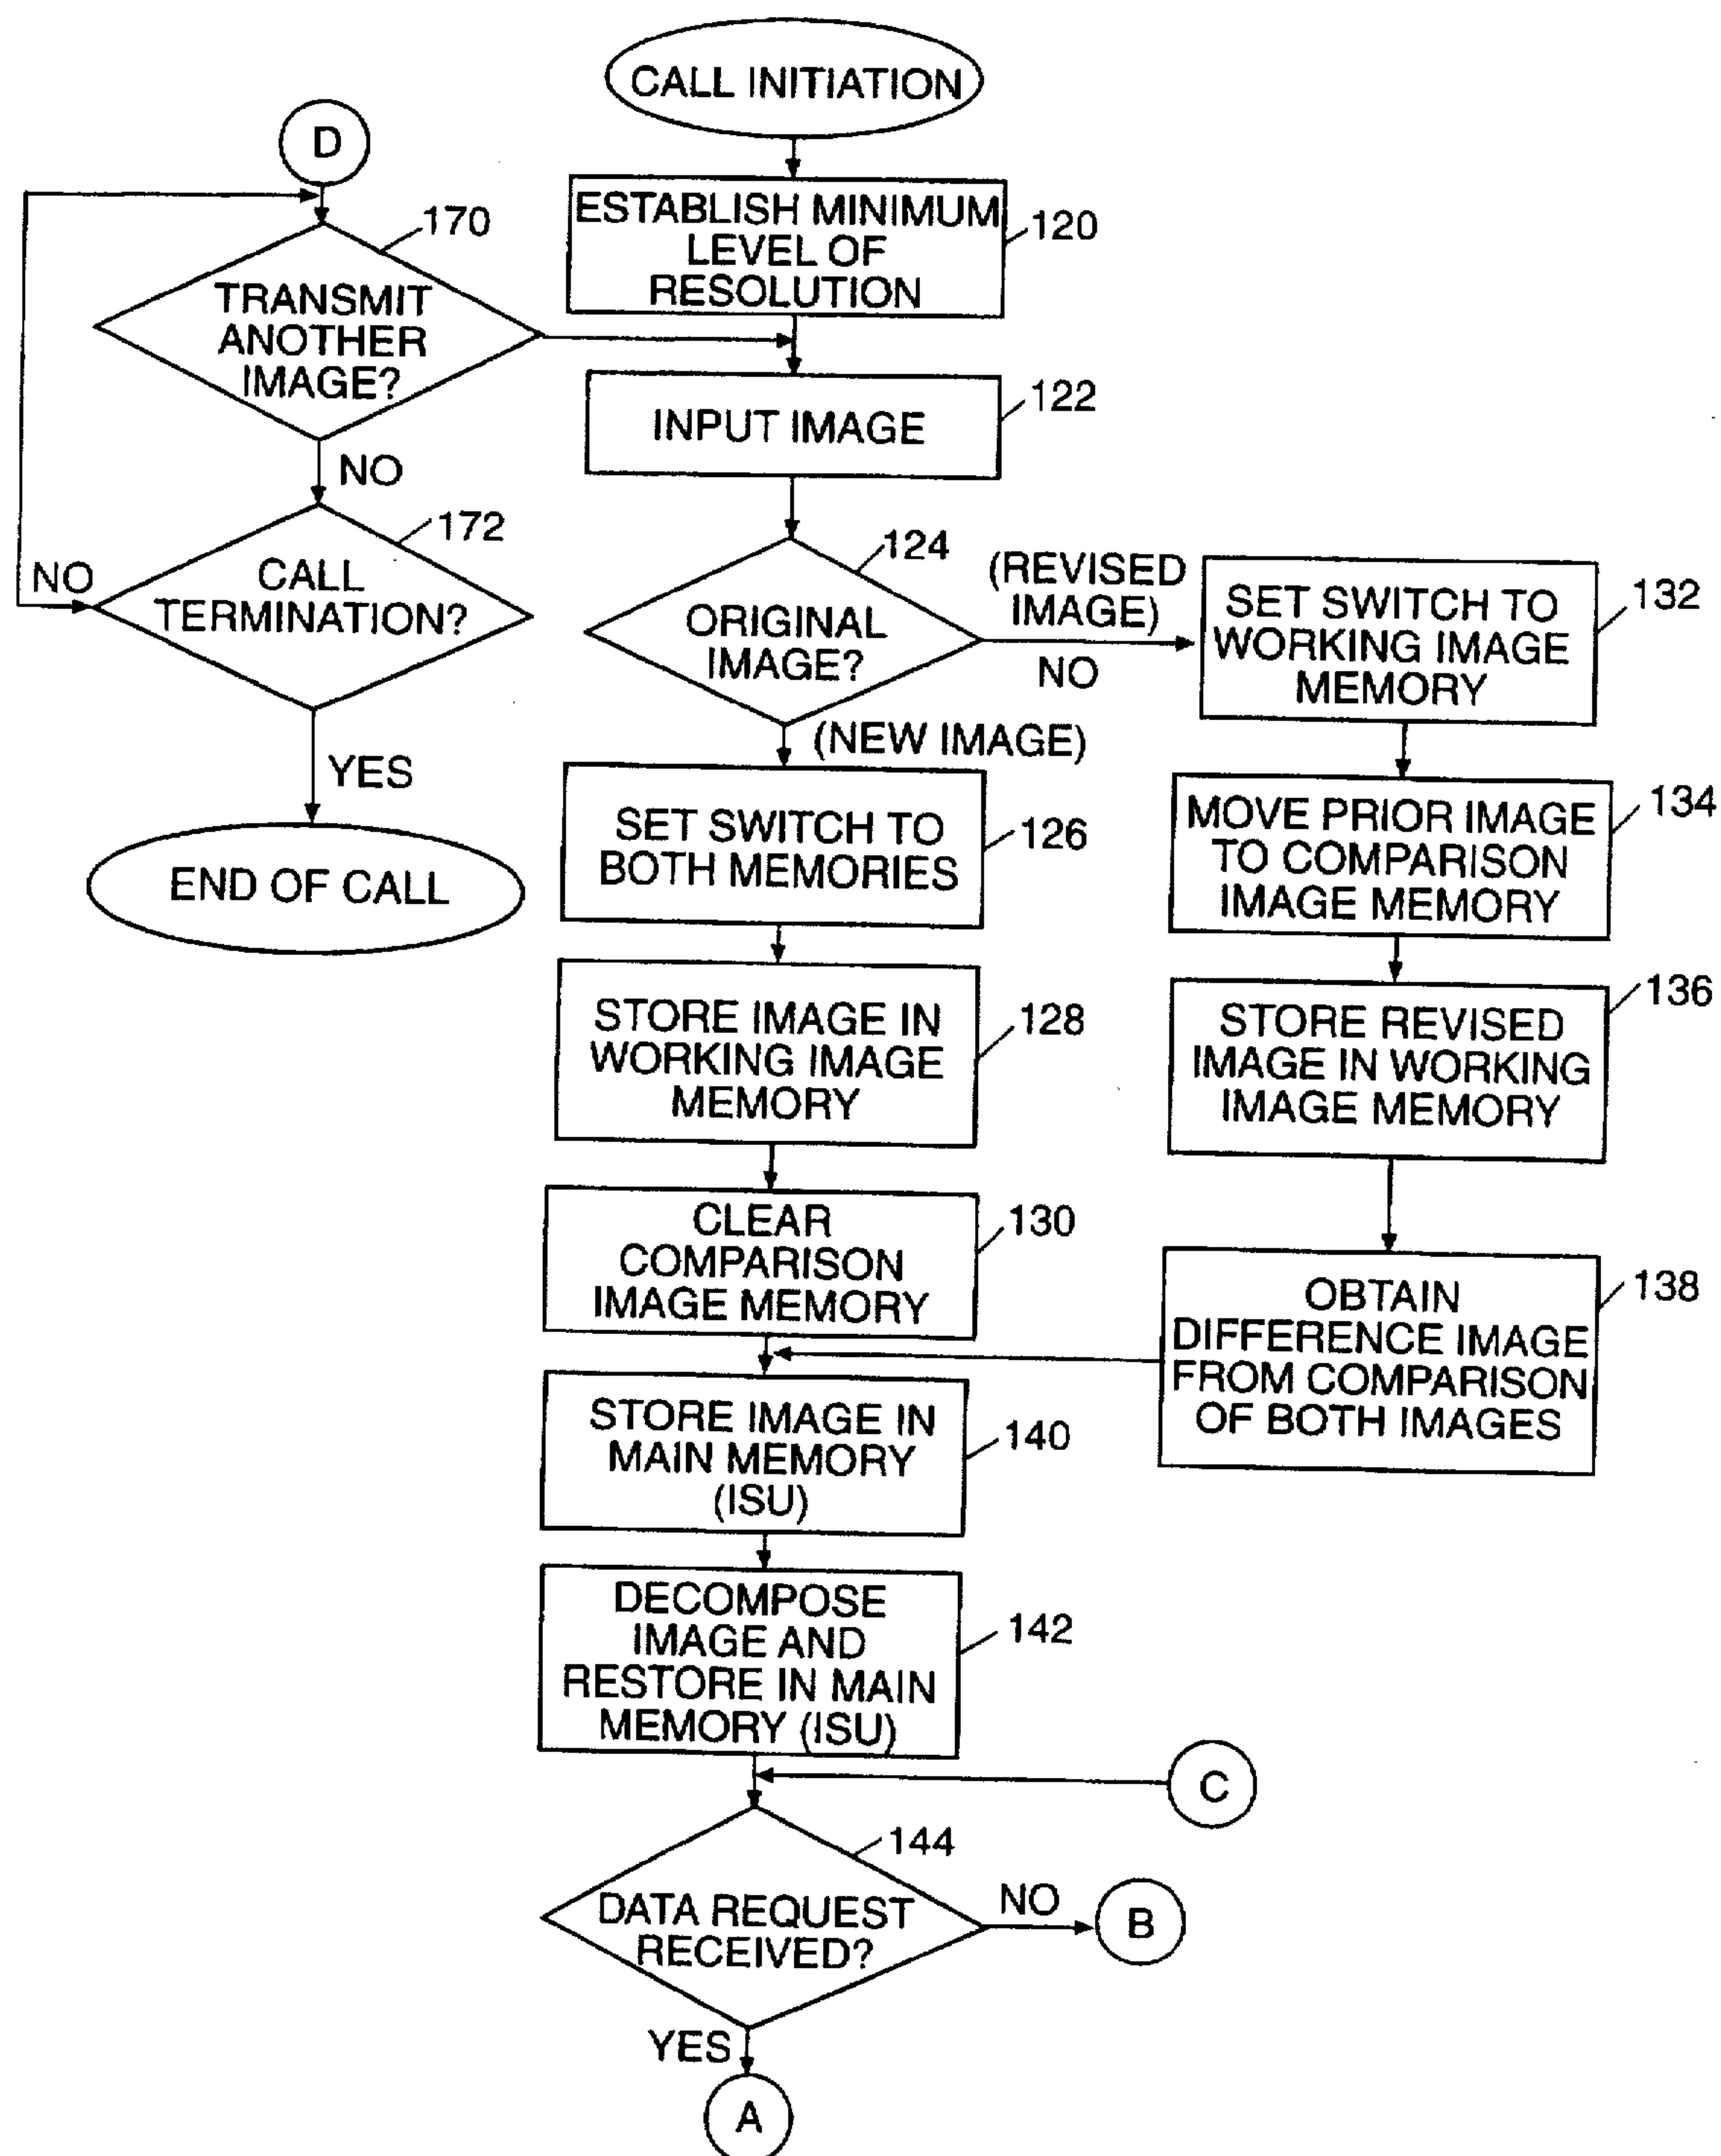 CALL INITIATION
D
ESTABLISH MINIMUM
LEVEL OF
RESOLUTION
120
170
TRANSMIT
ANOTHER
IMAGE?
INPUT IMAGE
122
NO
172
CALL
TERMINATION?
NO
YES
END OF CALL
124
ORIGINAL
IMAGE?
(REVISED
IMAGE)
NO
(NEW IMAGE)
SET SWITCH TO
WORKING IMAGE
MEMORY
132
SET SWITCH TO
BOTH MEMORIES
126
MOVE PRIOR IMAGE
TO COMPARISON
IMAGE MEMORY
134
STORE IMAGE IN
WORKING IMAGE
MEMORY
128
STORE REVISED
IMAGE IN WORKING
IMAGE MEMORY
136
CLEAR
COMPARISON
IMAGE MEMORY
130
OBTAIN
DIFFERENCE IMAGE
FROM COMPARISON
OF BOTH IMAGES
138
STORE IMAGE IN
MAIN MEMORY
(ISU)
140
DECOMPOSE
IMAGE AND
RESTORE IN MAIN
MEMORY (ISU)
142
C
144
DATA REQUEST
RECEIVED?
NO
B
YES
A